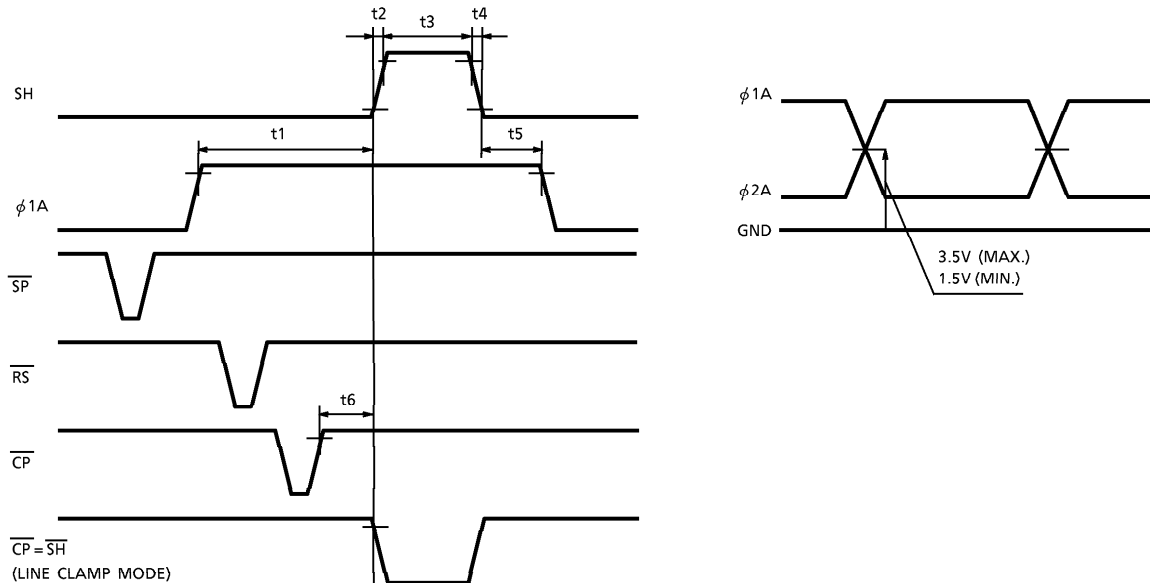 t2 t3 t4
SH
t1 t5
ϕ1A
SP
RS
t6
CP
CP = SH
(LINE CLAMP MODE)
ϕ1A
ϕ2A
GND
3.5V (MAX.)
1.5V (MIN.)